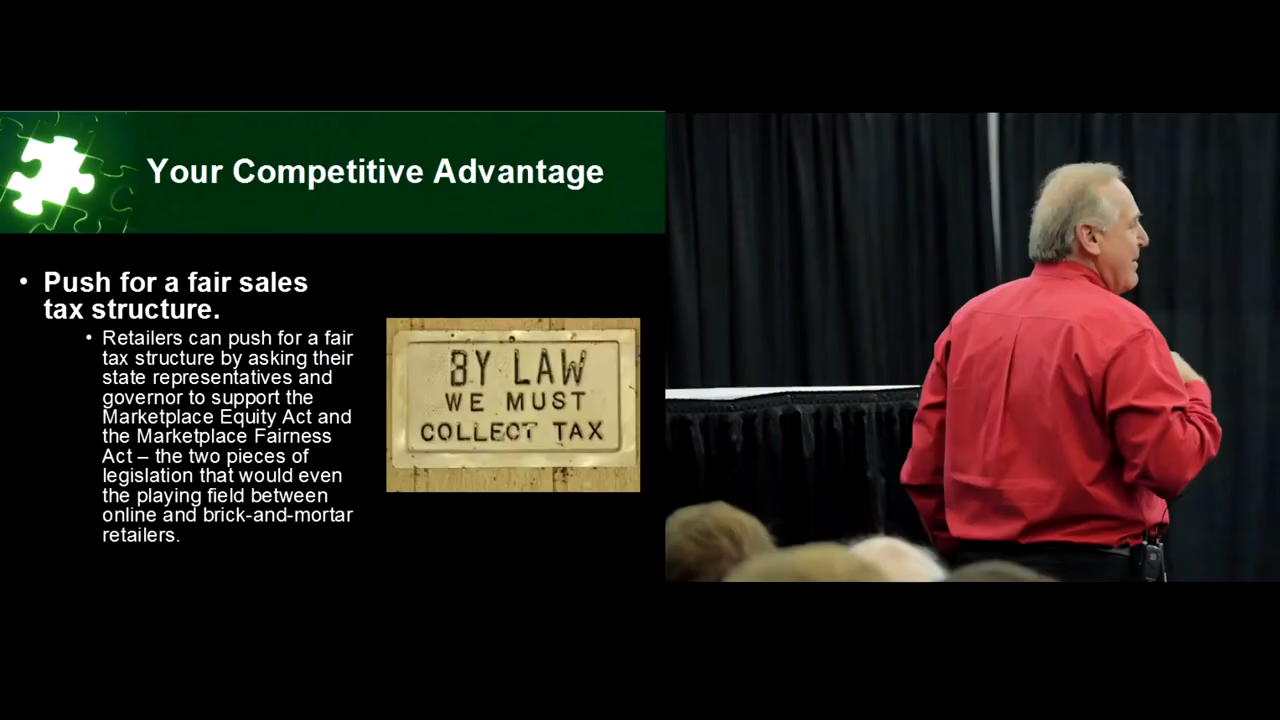 Your Competitive Advantage
• Push for a fair sales
tax structure.
• Retailers can push for a fair
tax structure by asking their
state representatives and
governor to support the
Marketplace Equity Act and
the Marketplace Fairness
Act – the two pieces of
legislation that would even
the playing field between
online and brick-and-mortar
retailers.
BY LAW
WE MUST
COLLECT TAX